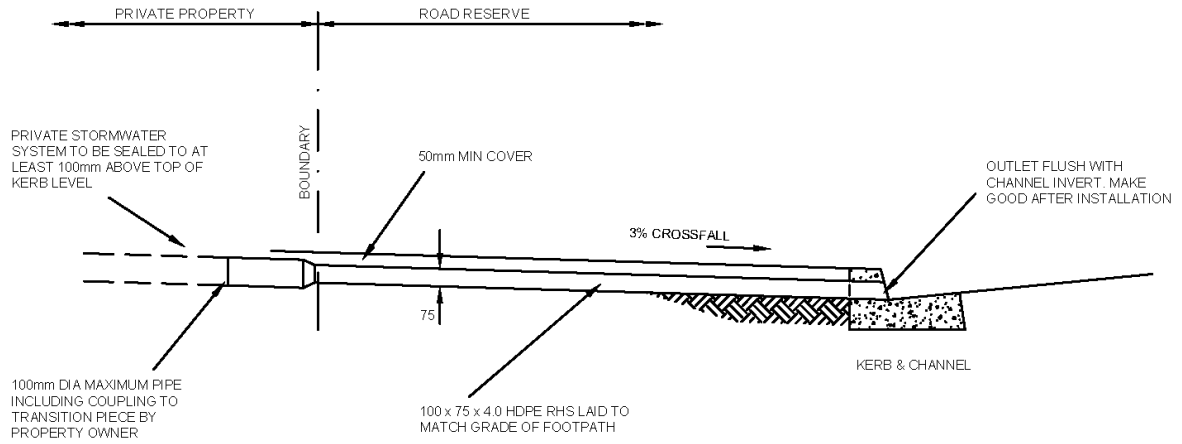 PRIVATE PROPERTY
ROAD RESERVE
BOUNDARY
PRIVATE STORMWATER
SYSTEM TO BE SEALED TO AT
LEAST 100mm ABOVE TOP OF
KERB LEVEL
50mm MIN COVER
OUTLET FLUSH WITH
CHANNEL INVERT. MAKE
GOOD AFTER INSTALLATION
3% CROSSFALL
75
KERB & CHANNEL
100mm DIA MAXIMUM PIPE
INCLUDING COUPLING TO
TRANSITION PIECE BY
PROPERTY OWNER
100 x 75 x 4.0 HDPE RHS LAID TO
MATCH GRADE OF FOOTPATH